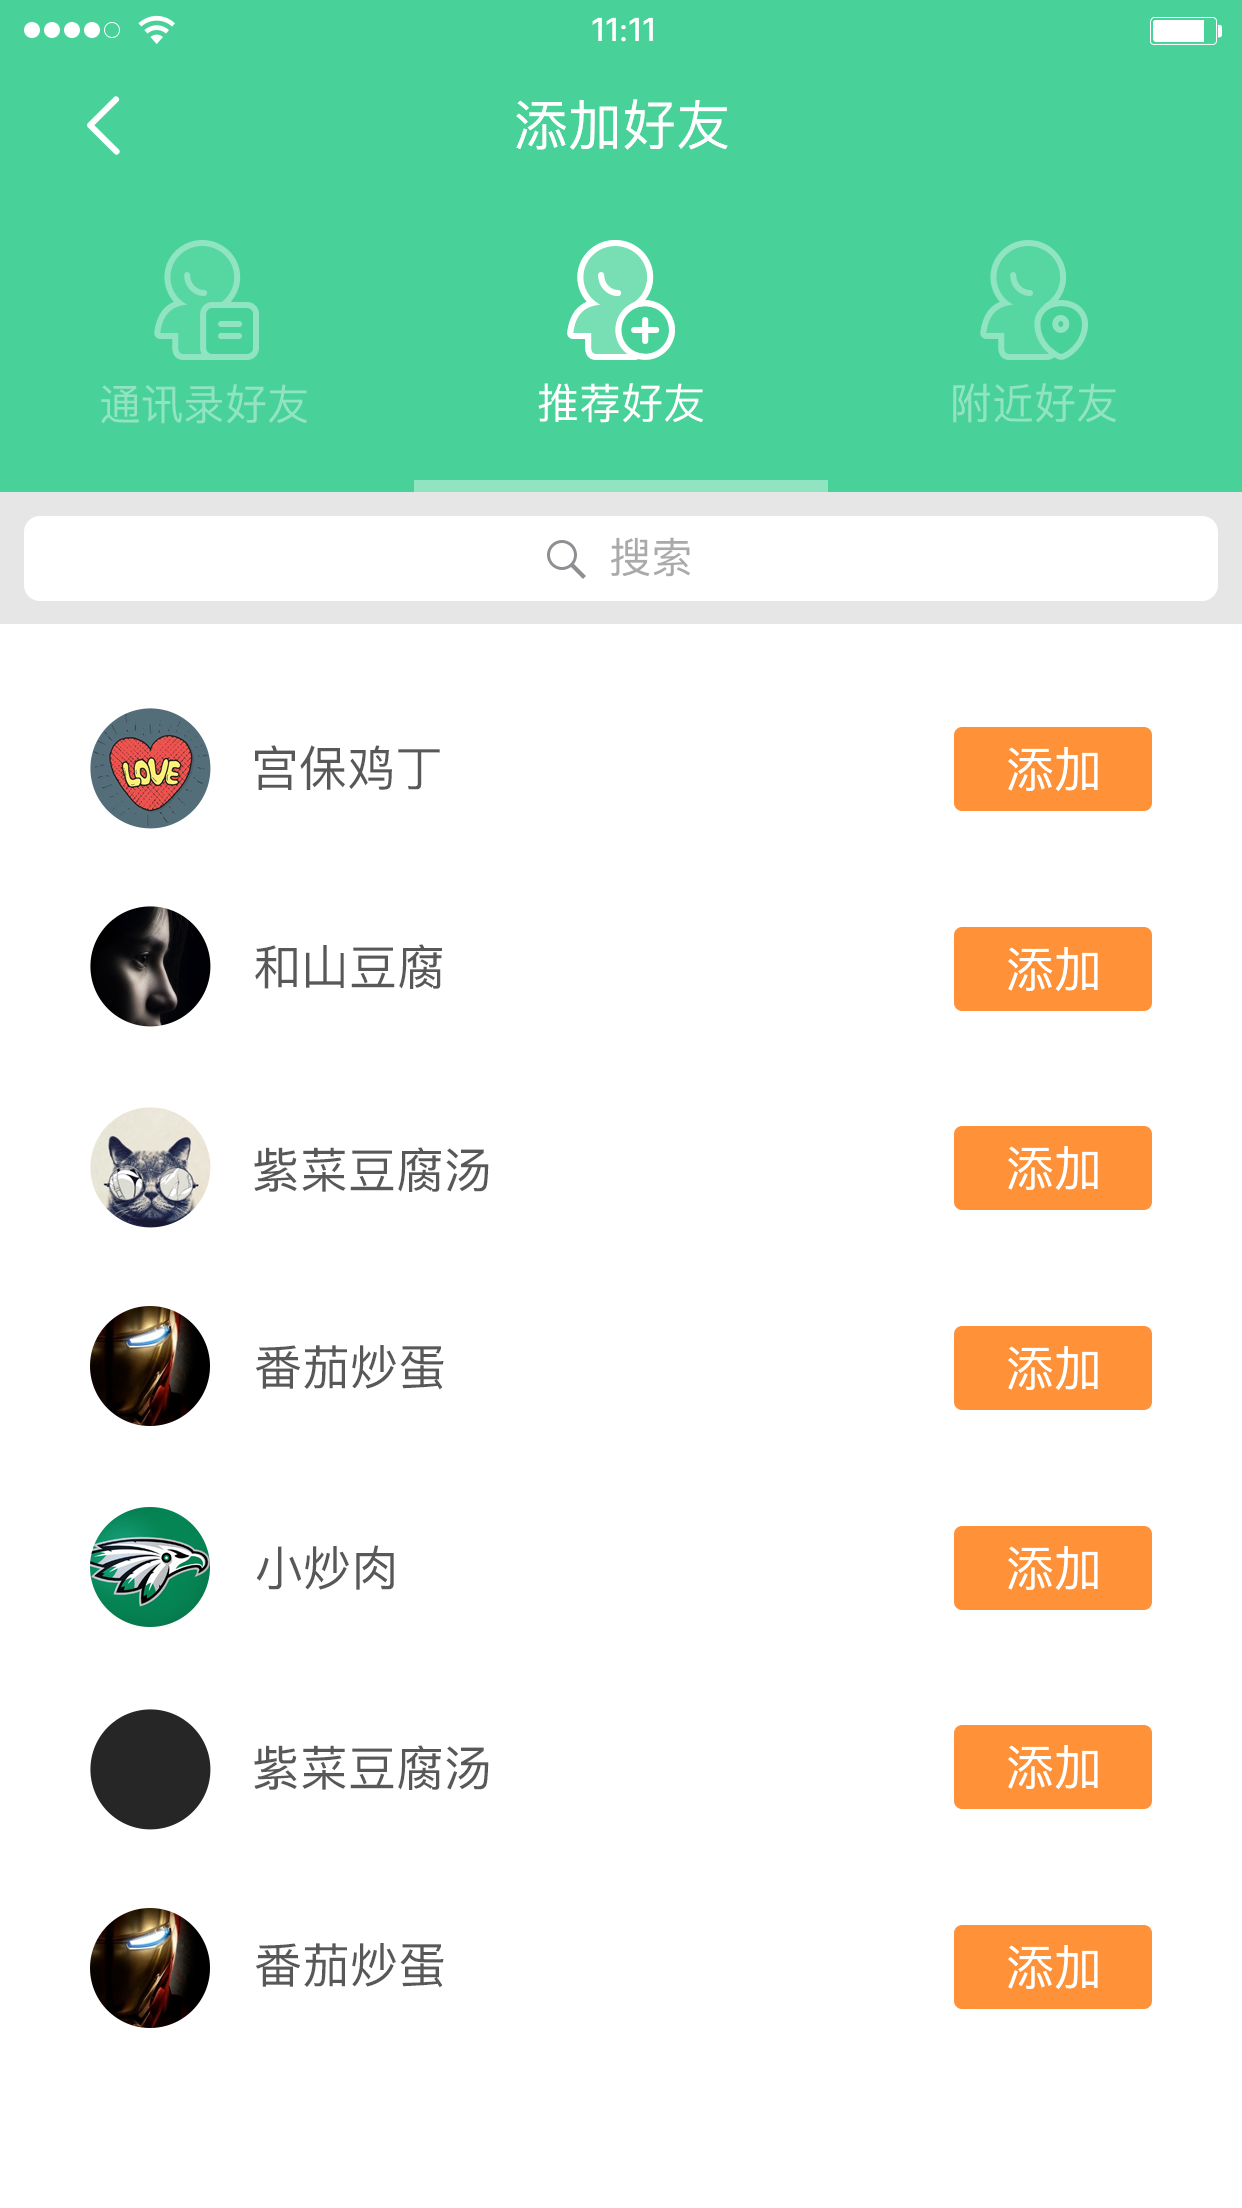 11:11
添加好友
通讯录好友
推荐好友
附近好友
搜索
LOVE
宫保鸡丁
添加
和山豆腐
添加
紫菜豆腐汤
添加
番茄炒蛋
添加
小炒肉
添加
紫菜豆腐汤
添加
番茄炒蛋
添加